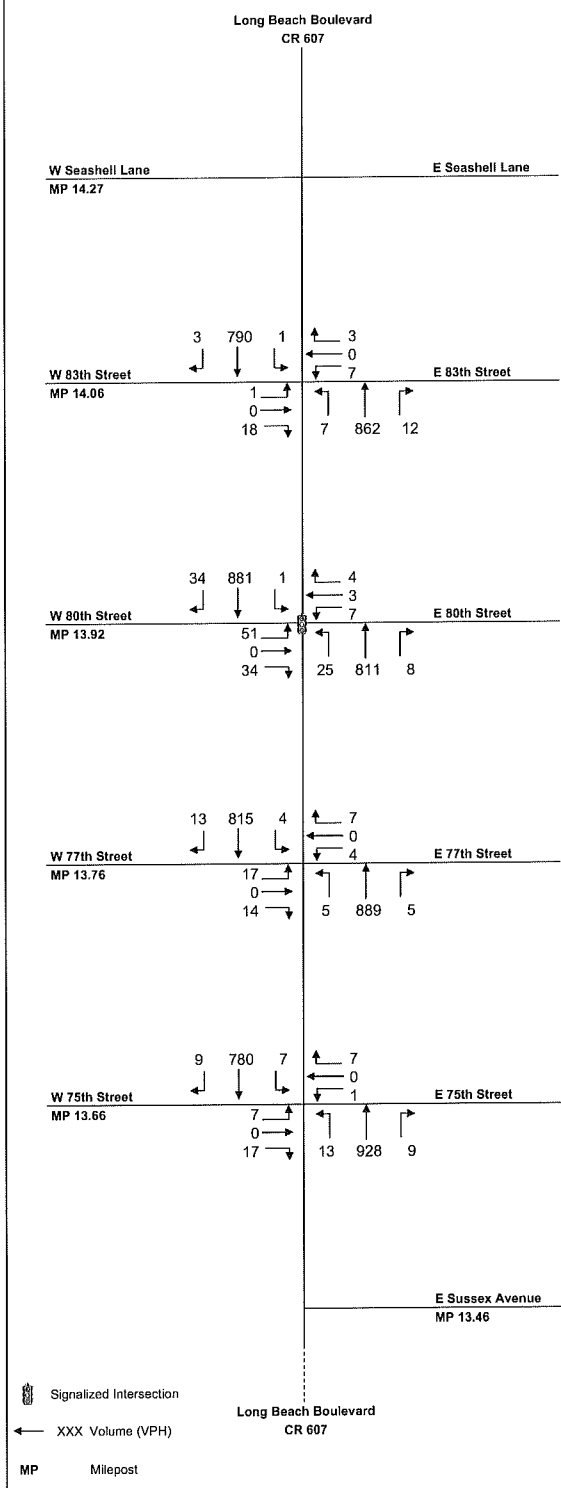 Long Beach Boulevard
CR 607
W Seashell Lane
E Seashell Lane
MP 14.27
3 790 1
3
0
7
W 83th Street
E 83th Street
MP 14.06
1
0
18
7 862 12
34 881 1
4
3
7
W 80th Street
E 80th Street
MP 13.92
51
0
34
25 811 8
13 815 4
7
0
4
W 77th Street
E 77th Street
MP 13.76
17
0
14
5 889 5
9 780 7
7
0
1
W 75th Street
E 75th Street
MP 13.66
7
0
17
13 928 9
E Sussex Avenue
MP 13.46
Signalized Intersection
XXX Volume (VPH)
MP Milepost
Long Beach Boulevard
CR 607